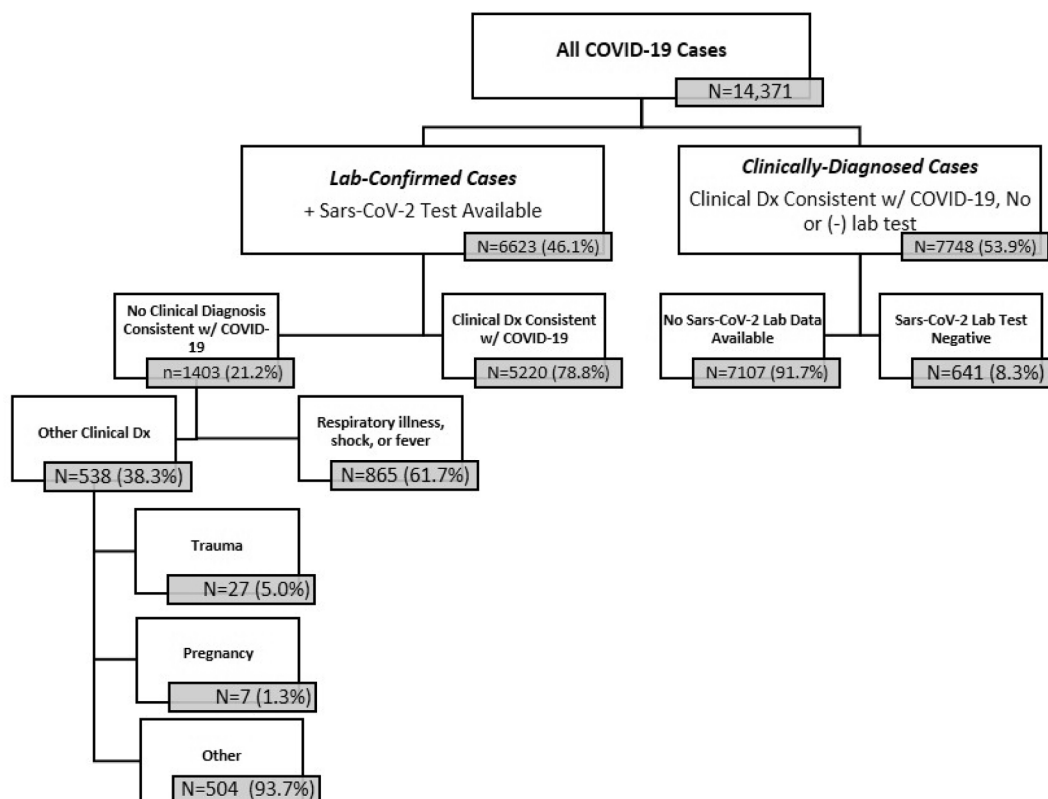 All COVID-19 Cases
N=14,371
Lab-Confirmed Cases
+ Sars-CoV-2 Test Available
N=6623 (46.1%)
Clinically-Diagnosed Cases
Clinical Dx Consistent w/ COVID-19, No
or (-) lab test
N=7748 (53.9%)
No Clinical Diagnosis
Consistent w/ COVID-
19
n=1403 (21.2%)
Clinical Dx Consistent
w/ COVID-19
N=5220 (78.8%)
No Sars-CoV-2 Lab Data
Available
N=7107 (91.7%)
Sars-CoV-2 Lab Test
Negative
N=641 (8.3%)
Other Clinical Dx
N=538 (38.3%)
Respiratory illness,
shock, or fever
N=865 (61.7%)
Trauma
N=27 (5.0%)
Pregnancy
N=7 (1.3%)
Other
N=504 (93.7%)